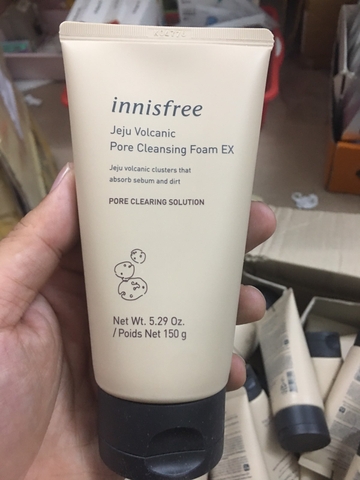 innisfree
Jeju Volcanic
Pore Cleansing Foam EX
Jeju volcanic clusters that
absorb sebum and dirt
PORE CLEARING SOLUTION
Net Wt. 5.29 Oz.
/ Poids Net 150 g